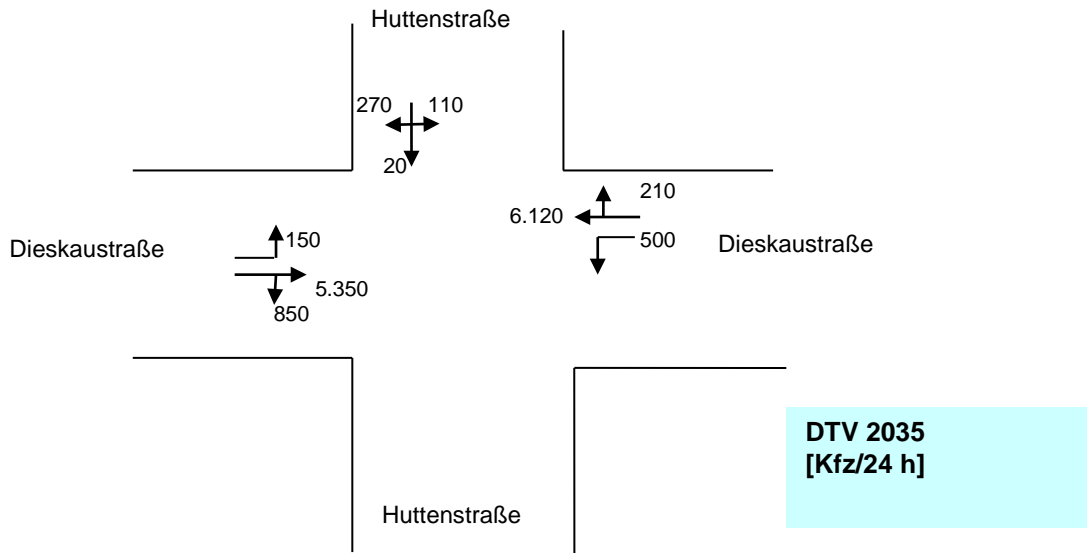 Huttenstraße
270 110
20
210
6.120
500
Dieskaustraße
Dieskaustraße
150
5.350
850
DTV 2035
[Kfz/24 h]
Huttenstraße